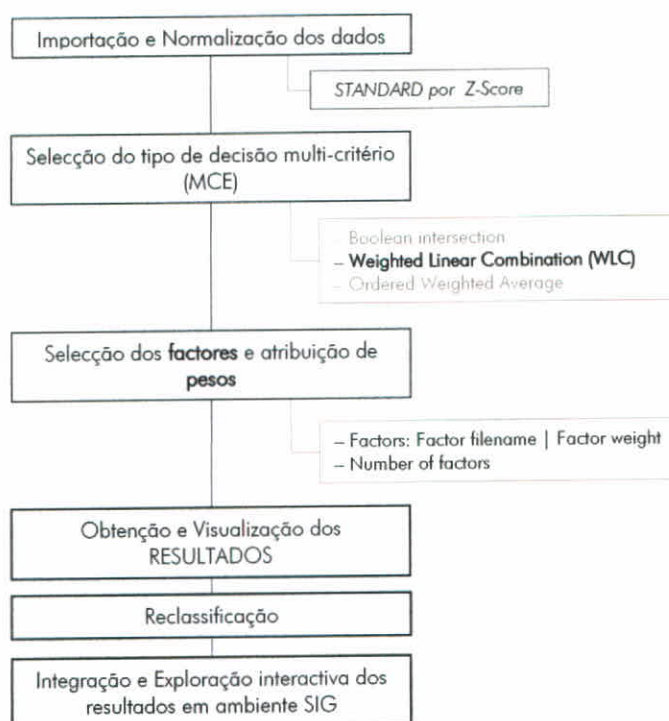 Importação e Normalização dos dados
STANDARD por Z-Score
Selecção do tipo de decisão multi-critério
(MCE)
– Boolean intersection
– Weighted Linear Combination (WLC)
– Ordered Weighted Average
Selecção dos factores e atribuição de
pesos
– Factors: Factor filename | Factor weight
– Number of factors
Obtenção e Visualização dos
RESULTADOS
Reclassificação
Integração e Exploração interactiva dos
resultados em ambiente SIG